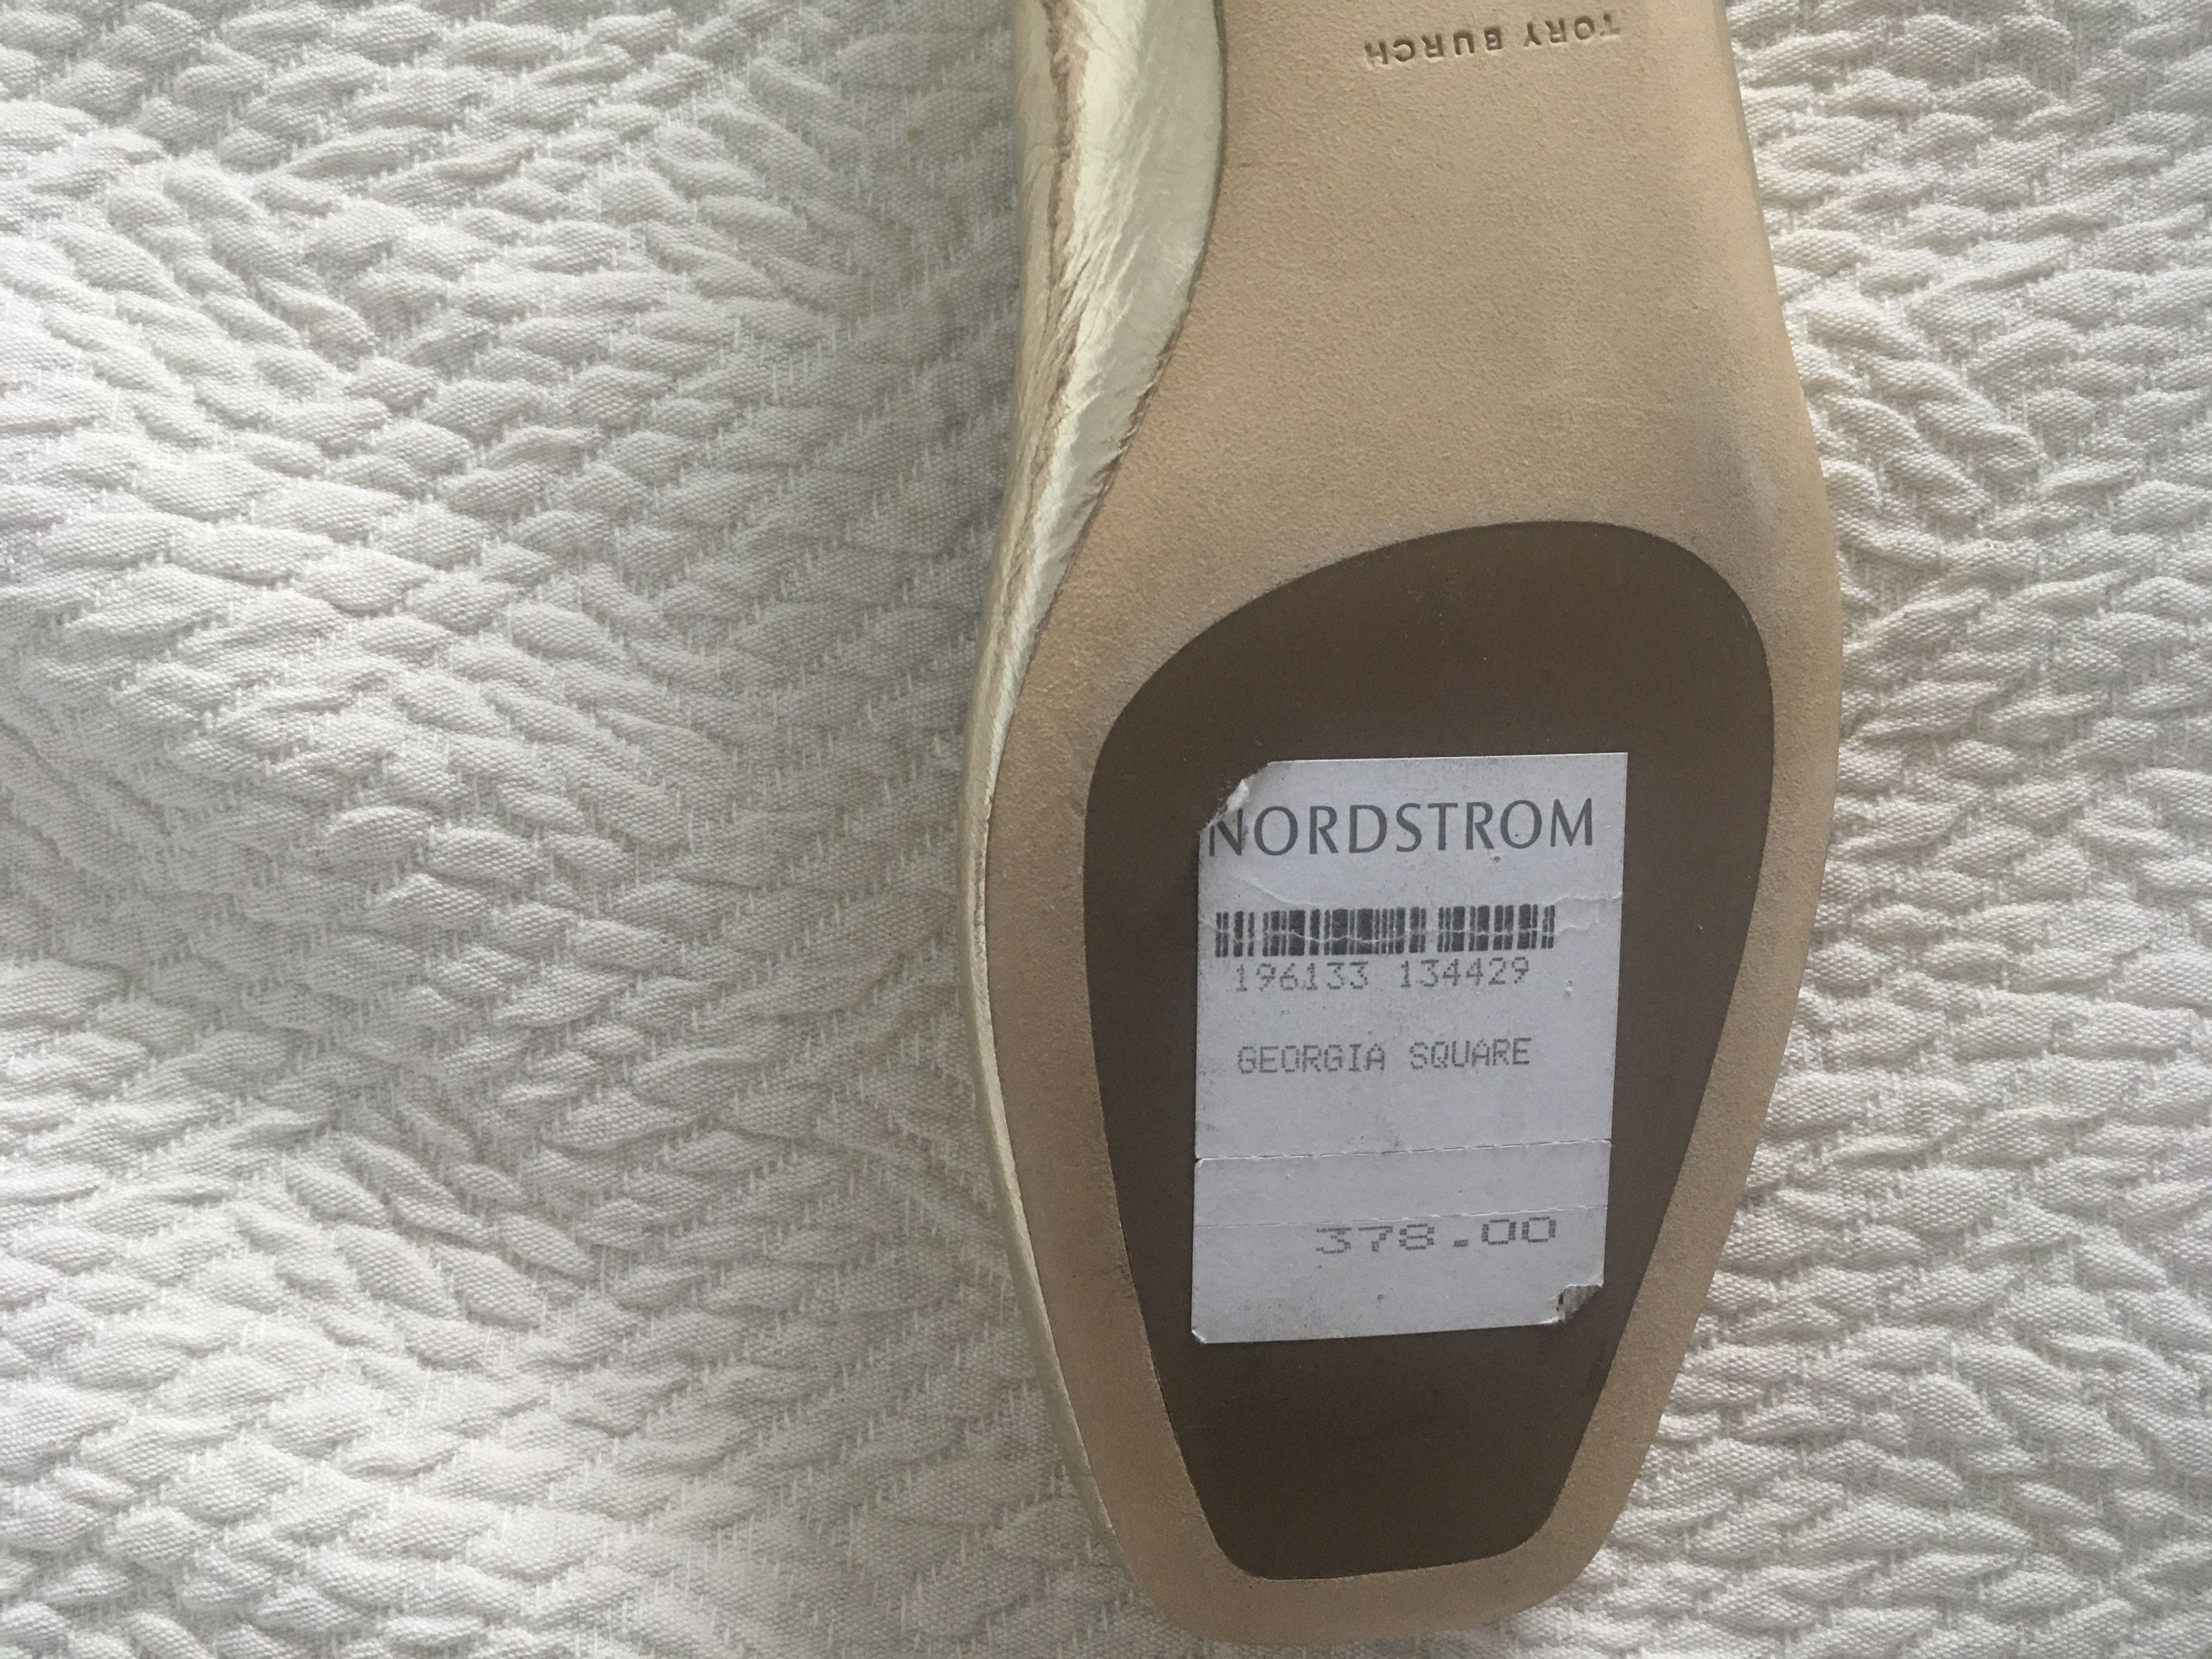 TORY BURCH
NORDSTROM
196133 134429
GEORGIA SQUARE
378.00